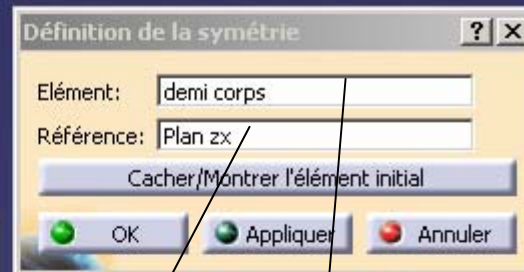 Définition de la symétrie ? X
Elément: demi corps
Référence: Plan zx
Cacher/Montrer l'élément initial
OK Appliquer Annuler